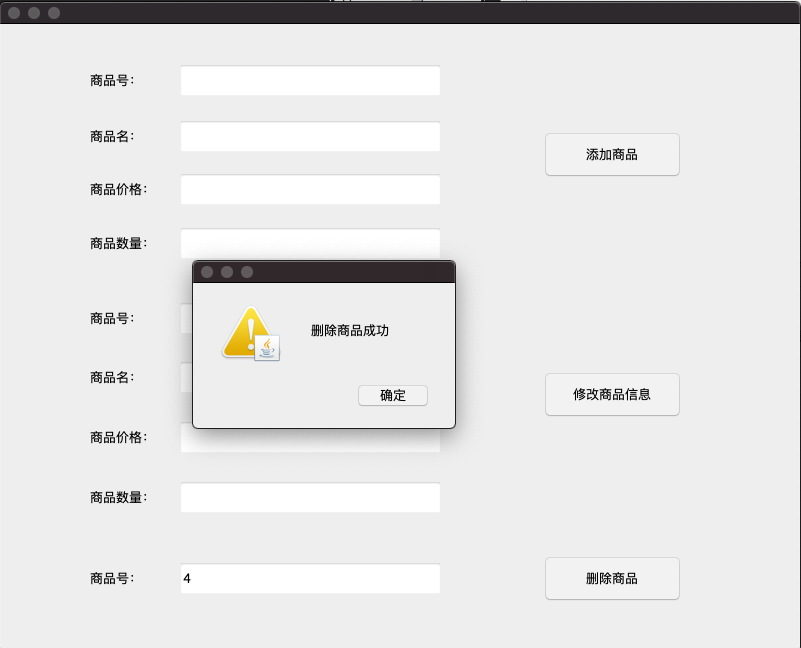 商品号：
商品名：
添加商品
商品价格：
商品数量：
商品号：
删除商品成功
商品名：
确定
修改商品信息
商品价格：
商品数量：
商品号：
4
删除商品